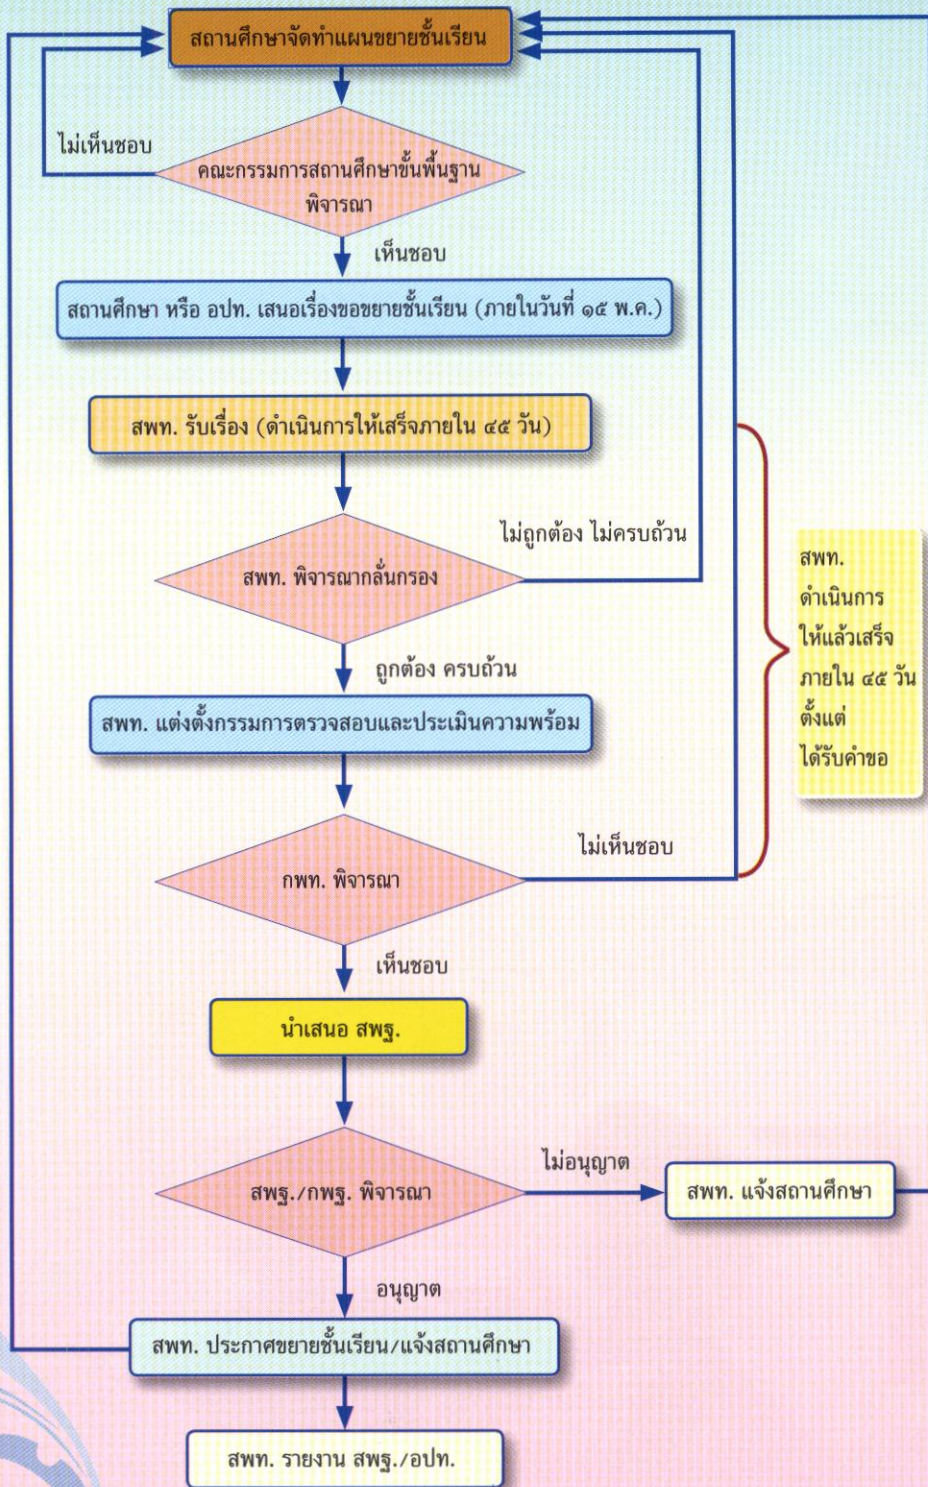 สถานศึกษาจัดทำแผนขยายชั้นเรียน
ไม่เห็นชอบ
คณะกรรมการสถานศึกษาขั้นพื้นฐาน
พิจารณา
เห็นชอบ
สถานศึกษา หรือ อปท. เสนอเรื่องขอขยายชั้นเรียน (ภายในวันที่ ๑๕ พ.ค.)
สพท. รับเรื่อง (ดำเนินการให้เสร็จภายใน ๔๕ วัน)
ไม่ถูกต้อง ไม่ครบถ้วน
สพท. พิจารณากลั่นกรอง
สพท.
ดำเนินการ
ให้แล้วเสร็จ
ภายใน ๔๕ วัน
ตั้งแต่
ได้รับคำขอ
ถูกต้อง ครบถ้วน
สพท. แต่งตั้งกรรมการตรวจสอบและประเมินความพร้อม
ไม่เห็นชอบ
กพท. พิจารณา
เห็นชอบ
นำเสนอ สพฐ.
ไม่อนุญาต
สพฐ./กพฐ. พิจารณา
สพท. แจ้งสถานศึกษา
อนุญาต
สพท. ประกาศขยายชั้นเรียน/แจ้งสถานศึกษา
สพท. รายงาน สพฐ./อปท.